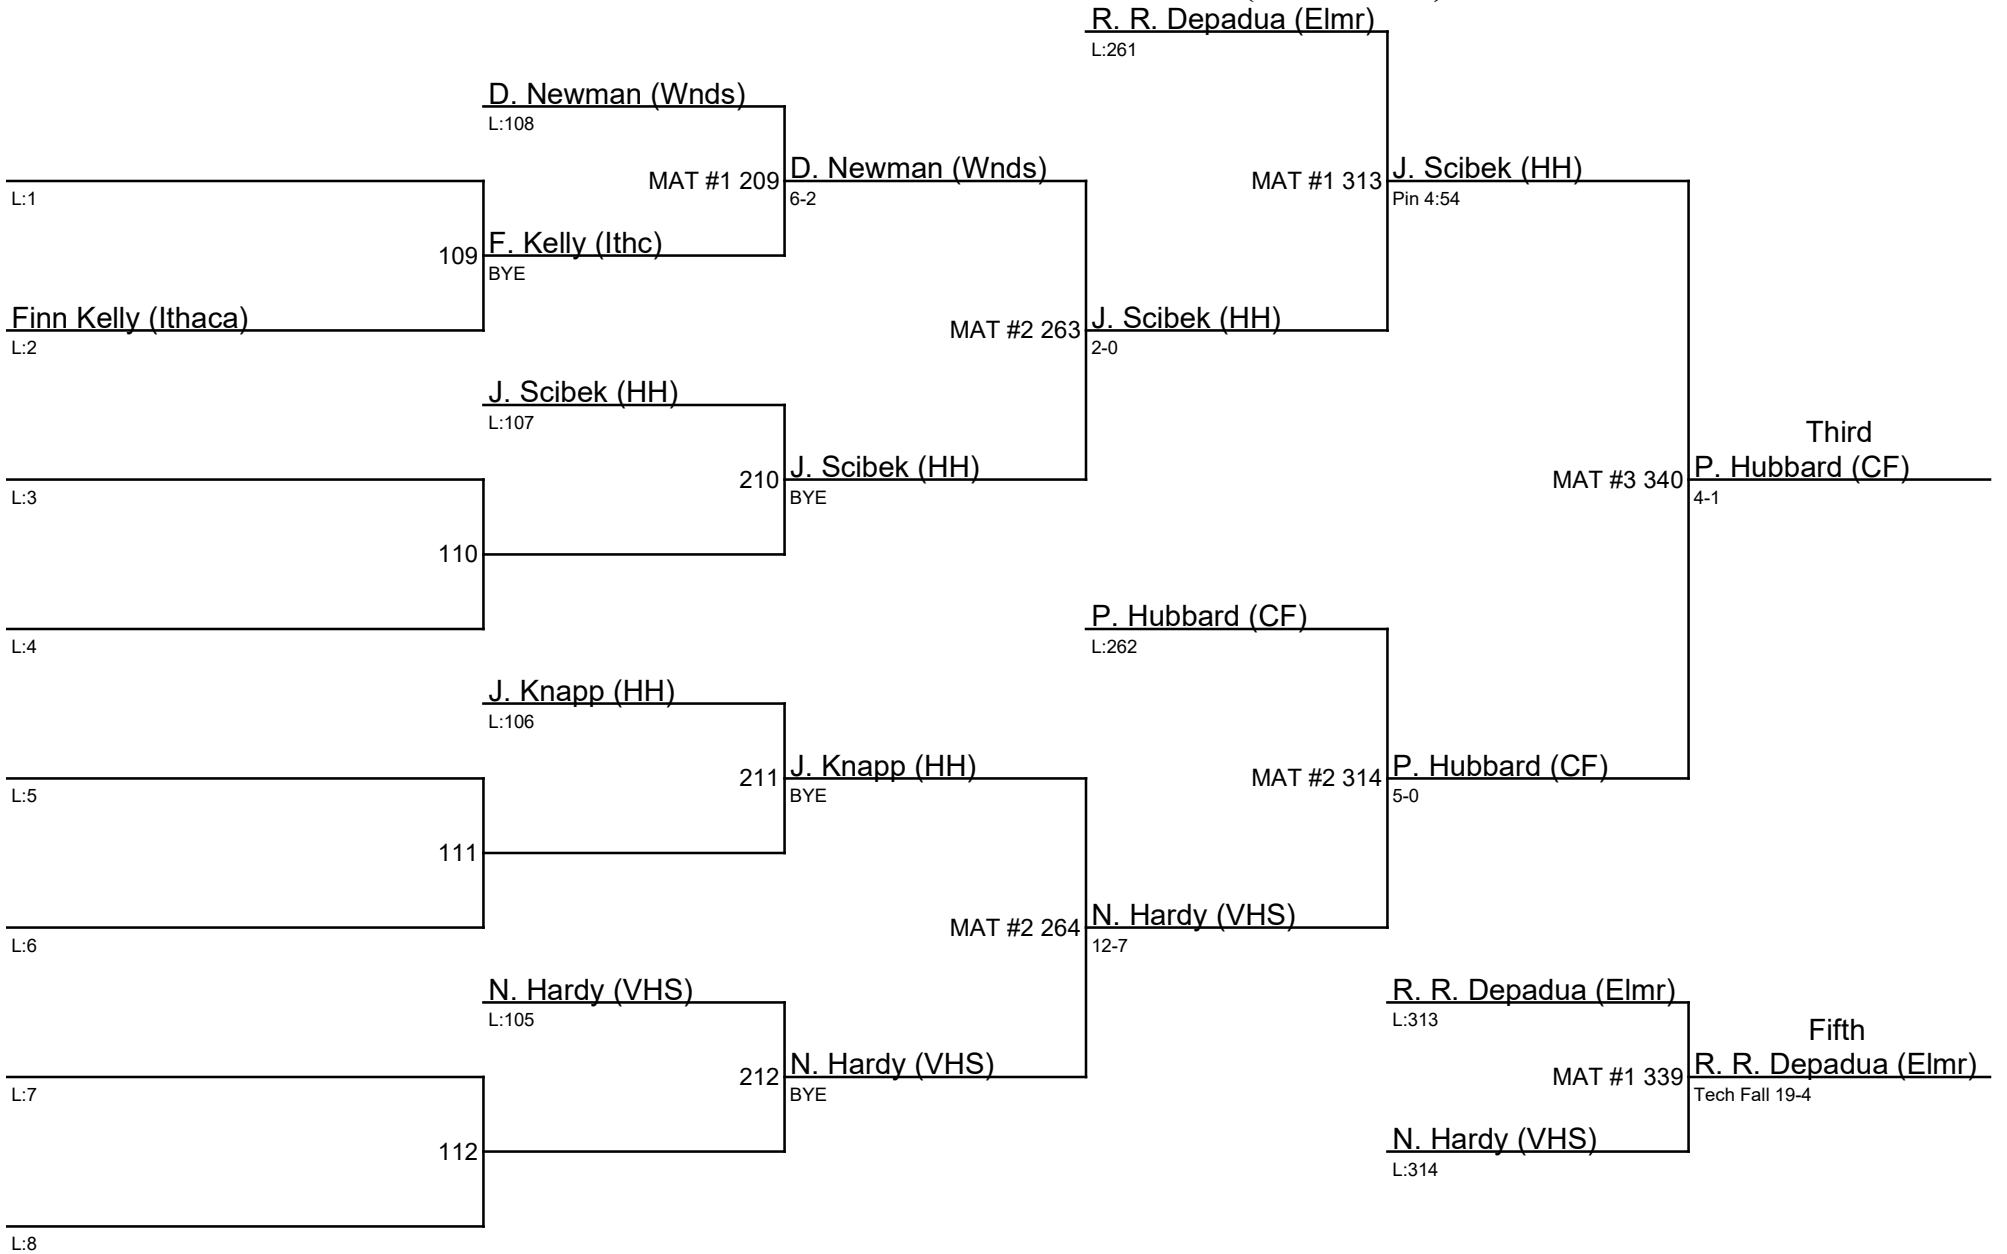 R. R. Depadua (Elmr)
L:261
D. Newman (Wnds)
L:108
MAT #1 209
D. Newman (Wnds)
6-2
MAT #1 313
J. Scibek (HH)
Pin 4:54
L:1
109
F. Kelly (Ithc)
BYE
Finn Kelly (Ithaca)
L:2
MAT #2 263
J. Scibek (HH)
2-0
J. Scibek (HH)
L:107
Third
L:3
210
J. Scibek (HH)
BYE
MAT #3 340
P. Hubbard (CF)
4-1
110
L:4
P. Hubbard (CF)
L:262
J. Knapp (HH)
L:106
L:5
211
J. Knapp (HH)
BYE
MAT #2 314
P. Hubbard (CF)
5-0
111
L:6
MAT #2 264
N. Hardy (VHS)
12-7
N. Hardy (VHS)
L:105
R. R. Depadua (Elmr)
L:313
Fifth
L:7
212
N. Hardy (VHS)
BYE
MAT #1 339
R. R. Depadua (Elmr)
Tech Fall 19-4
112
N. Hardy (VHS)
L:314
L:8